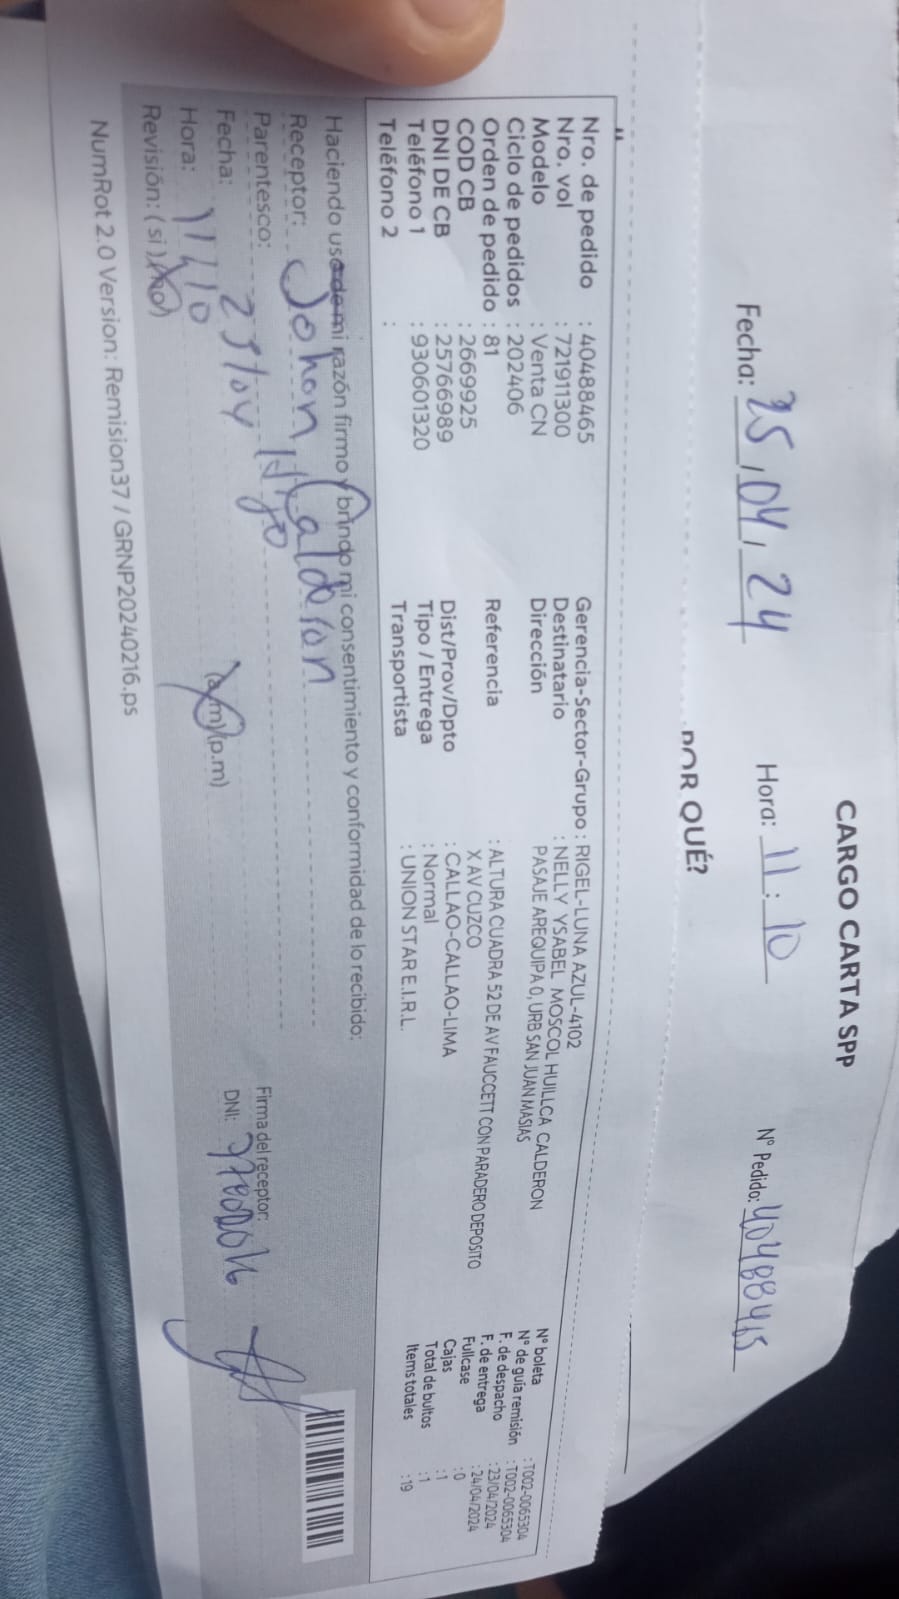 CARGO CARTA SPP
Fecha: 25/04/24 Hora: 11:10 N° Pedido: 40488465
POR QUÉ?
Nro. de pedido : 40488465
Nro. vol : 721911300
Modelo : Venta CN
Ciclo de pedidos : 202406
Orden de pedido : 81
COD CB : 2669925
DNI DE CB : 25766989
Teléfono 1 : 930601320
Teléfono 2 :
Gerencia-Sector-Grupo : RIGEL-LUNA AZUL-4102
Destinatario : NELLY YSABEL MOSCOL HUILLCA CALDERON
Dirección PASAJE AREQUIPA 0, URB SAN JUAN MASIAS
Referencia : ALTURA CUADRA 52 DE AV FAUCCETT CON PARADERO DEPOSITO
X AV CUZCO
Dist/Prov/Dpto : CALLAO-CALLAO-LIMA
Tipo / Entrega : Normal
Transportista : UNION STAR E.I.R.L.
N° boleta : T002-0065304
N° de guía remisión : T002-0065304
F. de despacho : 23/04/2024
F. de entrega : 24/04/2024
Fullcase : 0
Cajas : 1
Total de bultos : 1
Items totales : 19
Haciendo uso de mi razón firmo y brindo mi consentimiento y conformidad de lo recibido:
Receptor: Johon Calderon
Parentesco: Hijo
Fecha: 25/04 (a.m) (p.m)
Hora: 11:10
Revisión: (si) (no)
Firma del receptor:
DNI:
NumRot 2.0 Version: Remision37 / GRNP20240216.ps